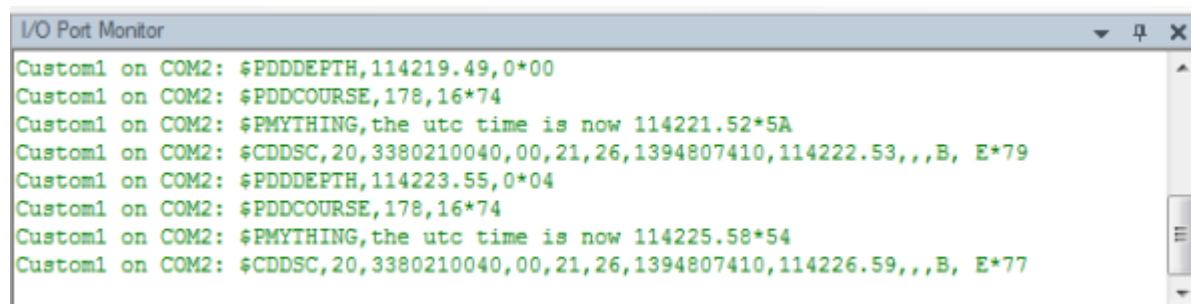 I/O Port Monitor
Custom1 on COM2: $PDDDEPTH,114219.49,0*00
Custom1 on COM2: $PDDCOURSE,178,16*74
Custom1 on COM2: $PMYTHING,the utc time is now 114221.52*5A
Custom1 on COM2: $CDDSC,20,3380210040,00,21,26,1394807410,114222.53,,,B, E*79
Custom1 on COM2: $PDDDEPTH,114223.55,0*04
Custom1 on COM2: $PDDCOURSE,178,16*74
Custom1 on COM2: $PMYTHING,the utc time is now 114225.58*54
Custom1 on COM2: $CDDSC,20,3380210040,00,21,26,1394807410,114226.59,,,B, E*77